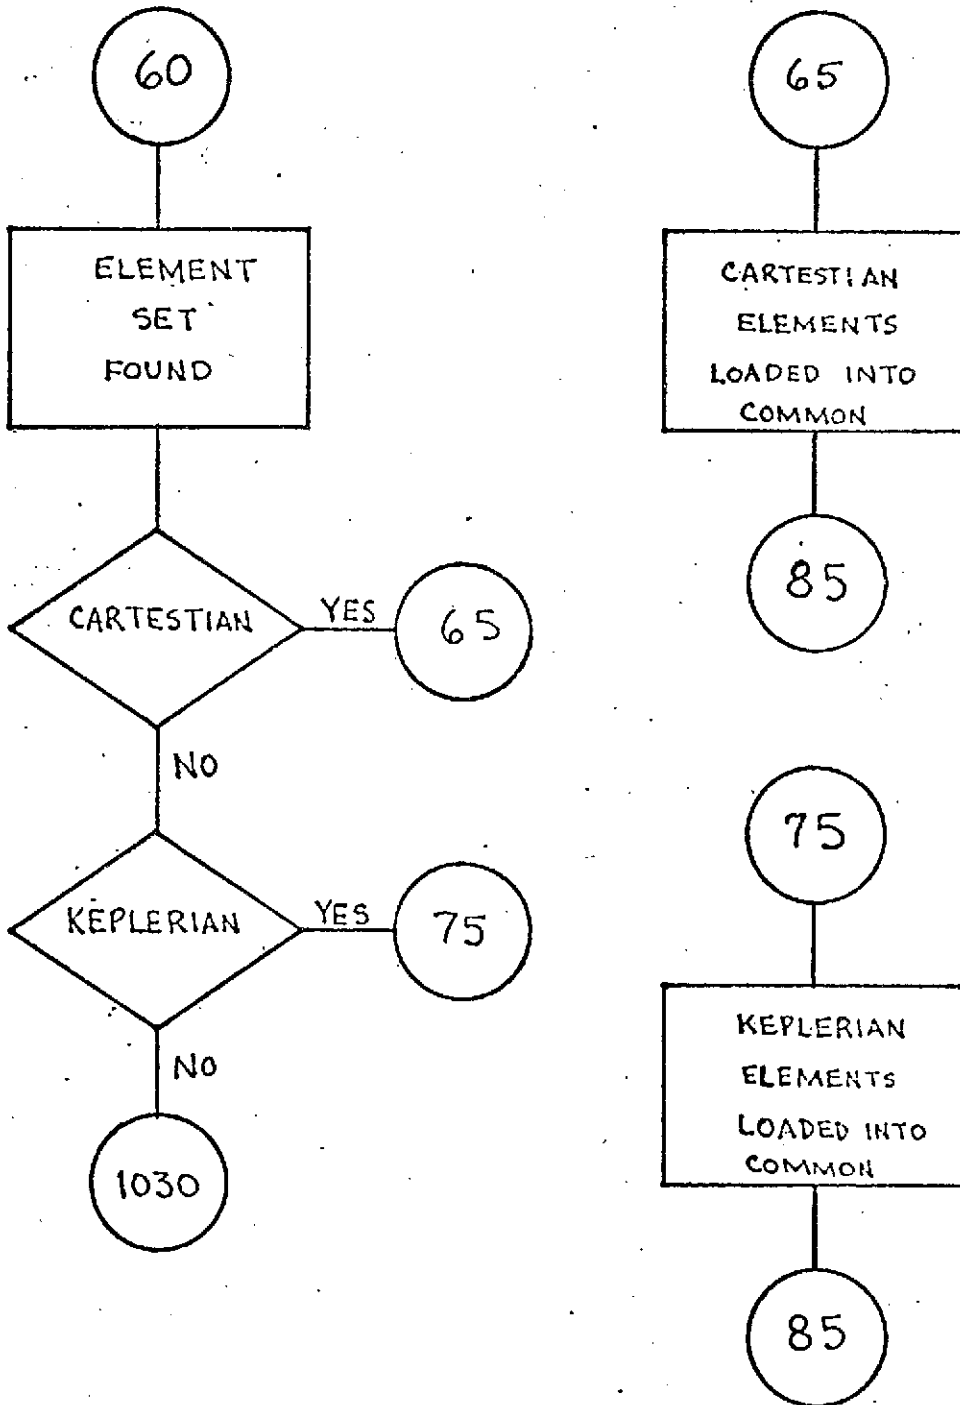 60
ELEMENT
SET
FOUND
CARTESTIAN
YES
65
NO
KEPLERIAN
YES
75
NO
1030
65
CARTESTIAN
ELEMENTS
LOADED INTO
COMMON
85
75
KEPLERIAN
ELEMENTS
LOADED INTO
COMMON
85